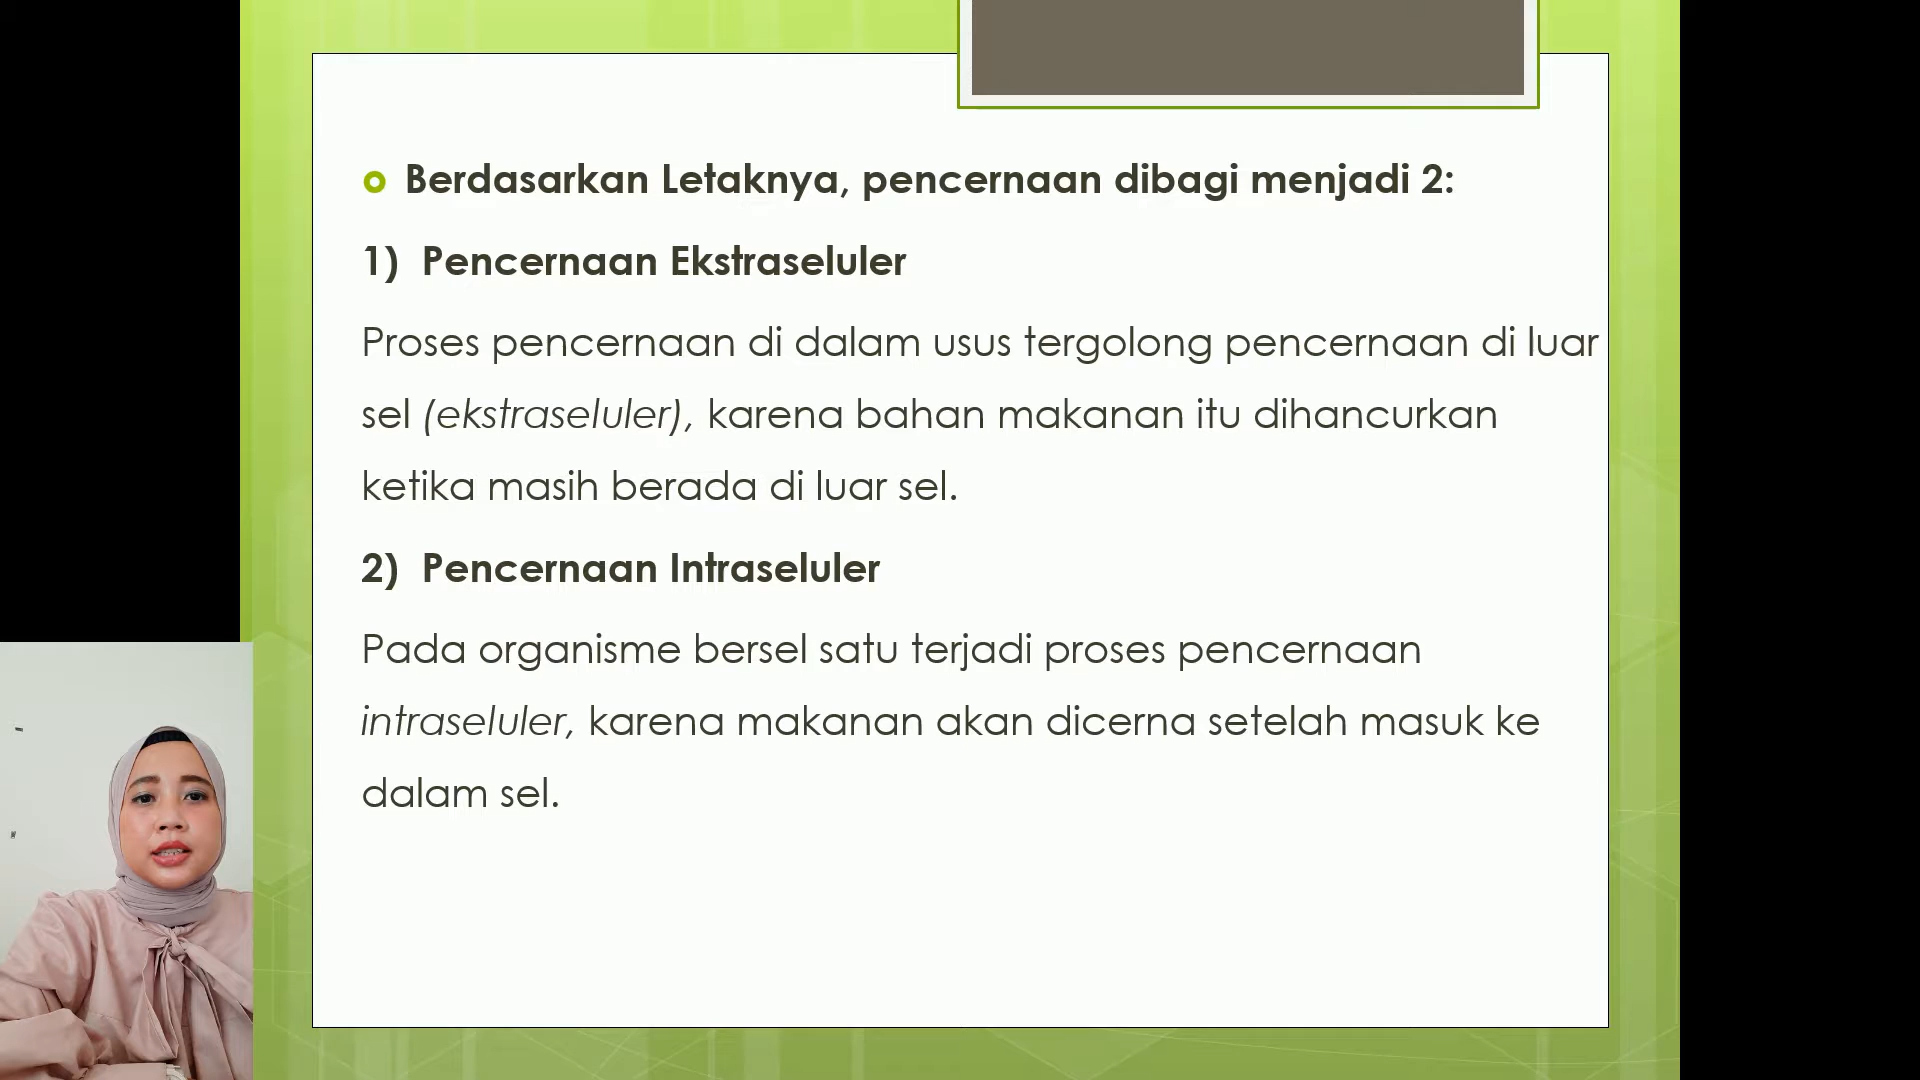 Berdasarkan Letaknya, pencernaan dibagi menjadi 2:
1) Pencernaan Ekstraseluler
Proses pencernaan di dalam usus tergolong pencernaan di luar
sel (ekstraseluler), karena bahan makanan itu dihancurkan
ketika masih berada di luar sel.
2) Pencernaan Intraseluler
Pada organisme bersel satu terjadi proses pencernaan
intraseluler, karena makanan akan dicerna setelah masuk ke
dalam sel.